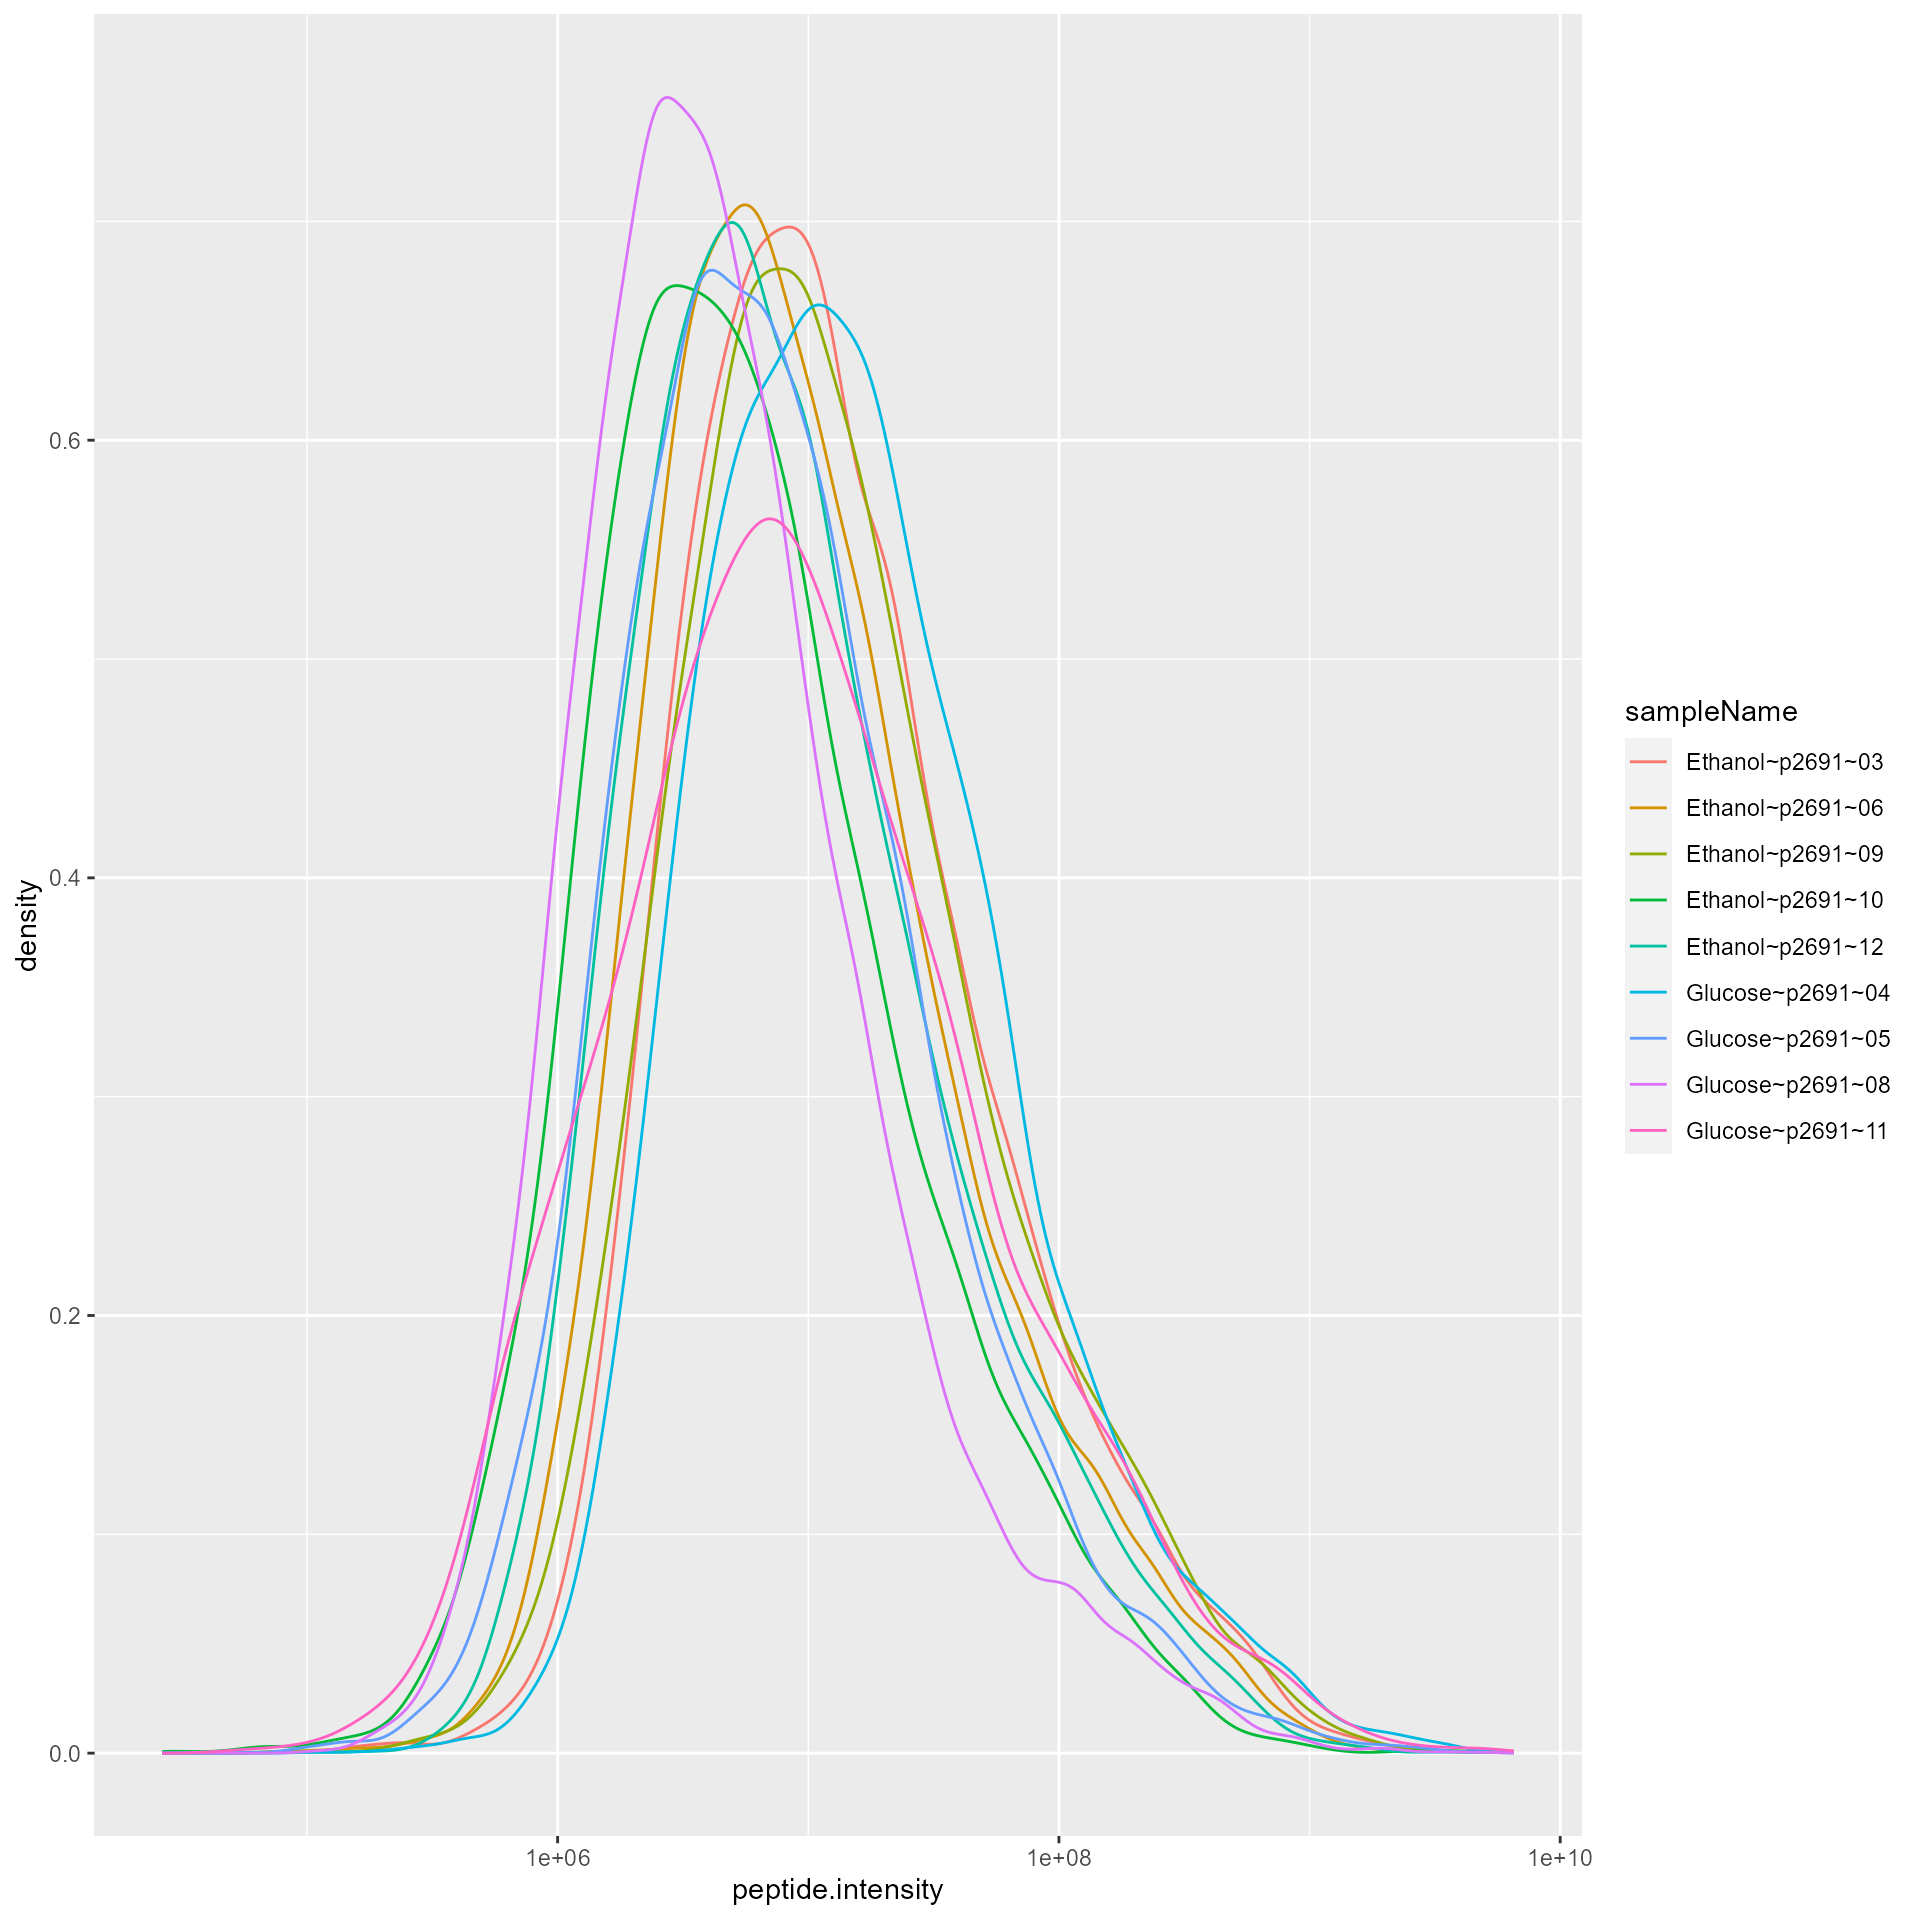 density
0.6
0.4
0.2
0.0
1e+06
1e+08
1e+10
peptide.intensity
sampleName
Ethanol~p2691~03
Ethanol~p2691~06
Ethanol~p2691~09
Ethanol~p2691~10
Ethanol~p2691~12
Glucose~p2691~04
Glucose~p2691~05
Glucose~p2691~08
Glucose~p2691~11